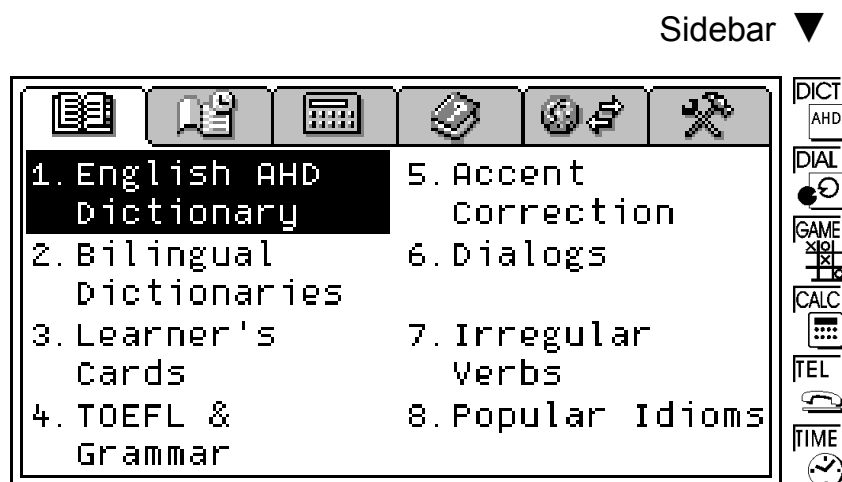 Sidebar ▼
1. English AHD
Dictionary
2. Bilingual
Dictionaries
3. Learner's
Cards
4. TOEFL &
Grammar
5. Accent
Correction
6. Dialogs
7. Irregular
Verbs
8. Popular Idioms
DICT
AHD
DIAL
GAME
CALC
TEL
TIME